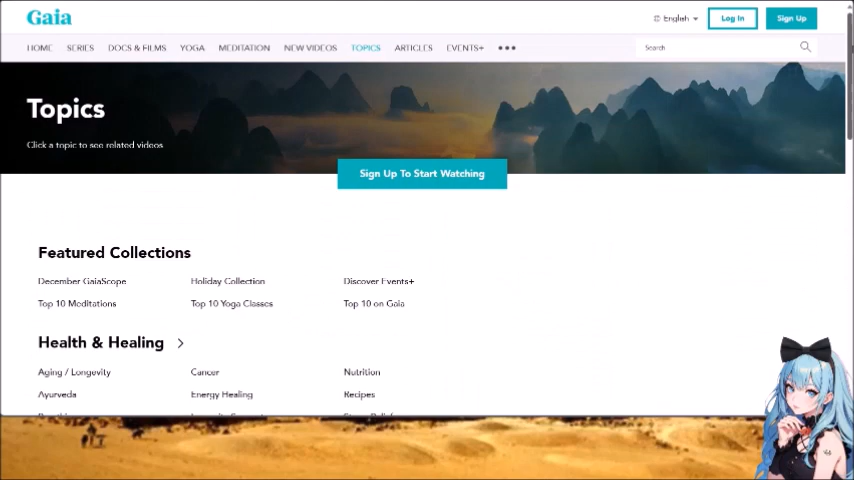 Gaia
English
Log In
Sign Up
HOME SERIES DOCS & FILMS YOGA MEDITATION NEW VIDEOS TOPICS ARTICLES EVENTS+
Search
Topics
Click a topic to see related videos
Sign Up To Start Watching
Featured Collections
December GaiaScope Holiday Collection Discover Events+
Top 10 Meditations Top 10 Yoga Classes Top 10 on Gaia
Health & Healing
Aging / Longevity Cancer Nutrition
Ayurveda Energy Healing Recipes